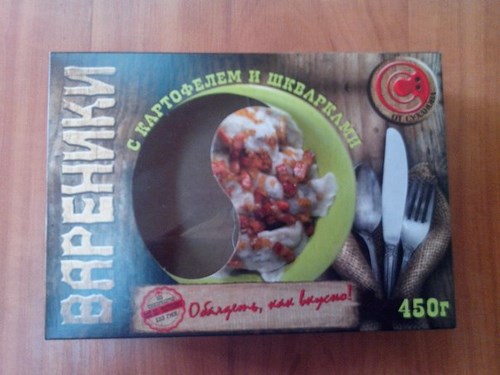 ВАРЕНИКИ
С КАРТОФЕЛЕМ И ШКВАРКАМИ
Обалдеть, как вкусно!
450г